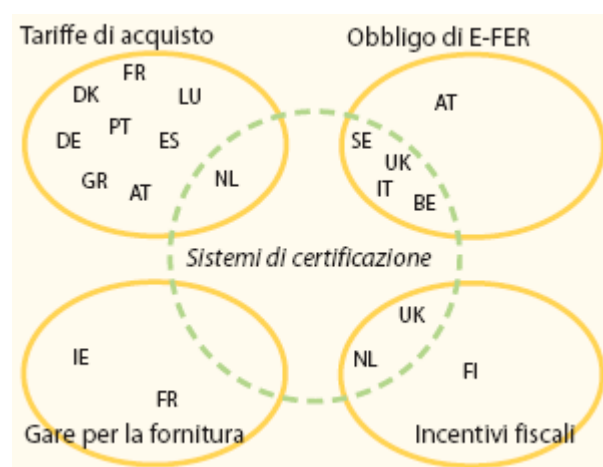 Tariffe di acquisto
Obbligo di E-FER
FR
DK
LU
PT
DE
ES
GR
AT
NL
AT
SE
UK
IT
BE
Sistemi di certificazione
IE
FR
Gare per la fornitura
UK
NL
FI
Incentivi fiscali